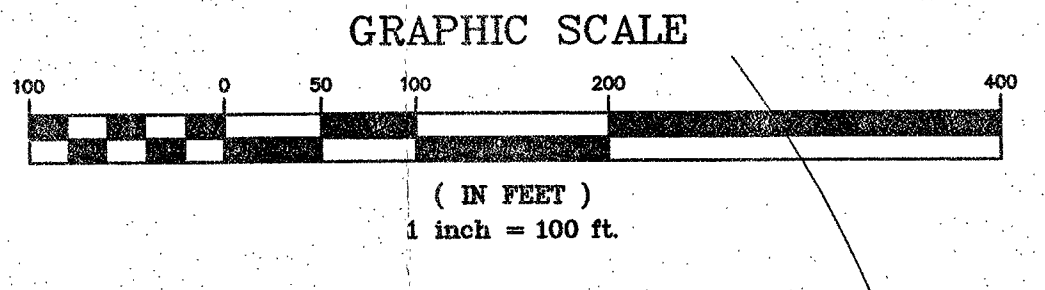 GRAPHIC SCALE
100 0 50 100 200 400
( IN FEET )
1 inch = 100 ft.